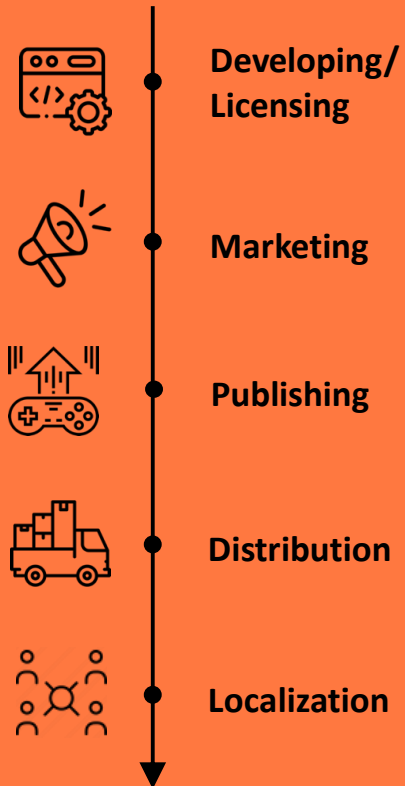 Developing/
Licensing
Marketing
Publishing
Distribution
Localization